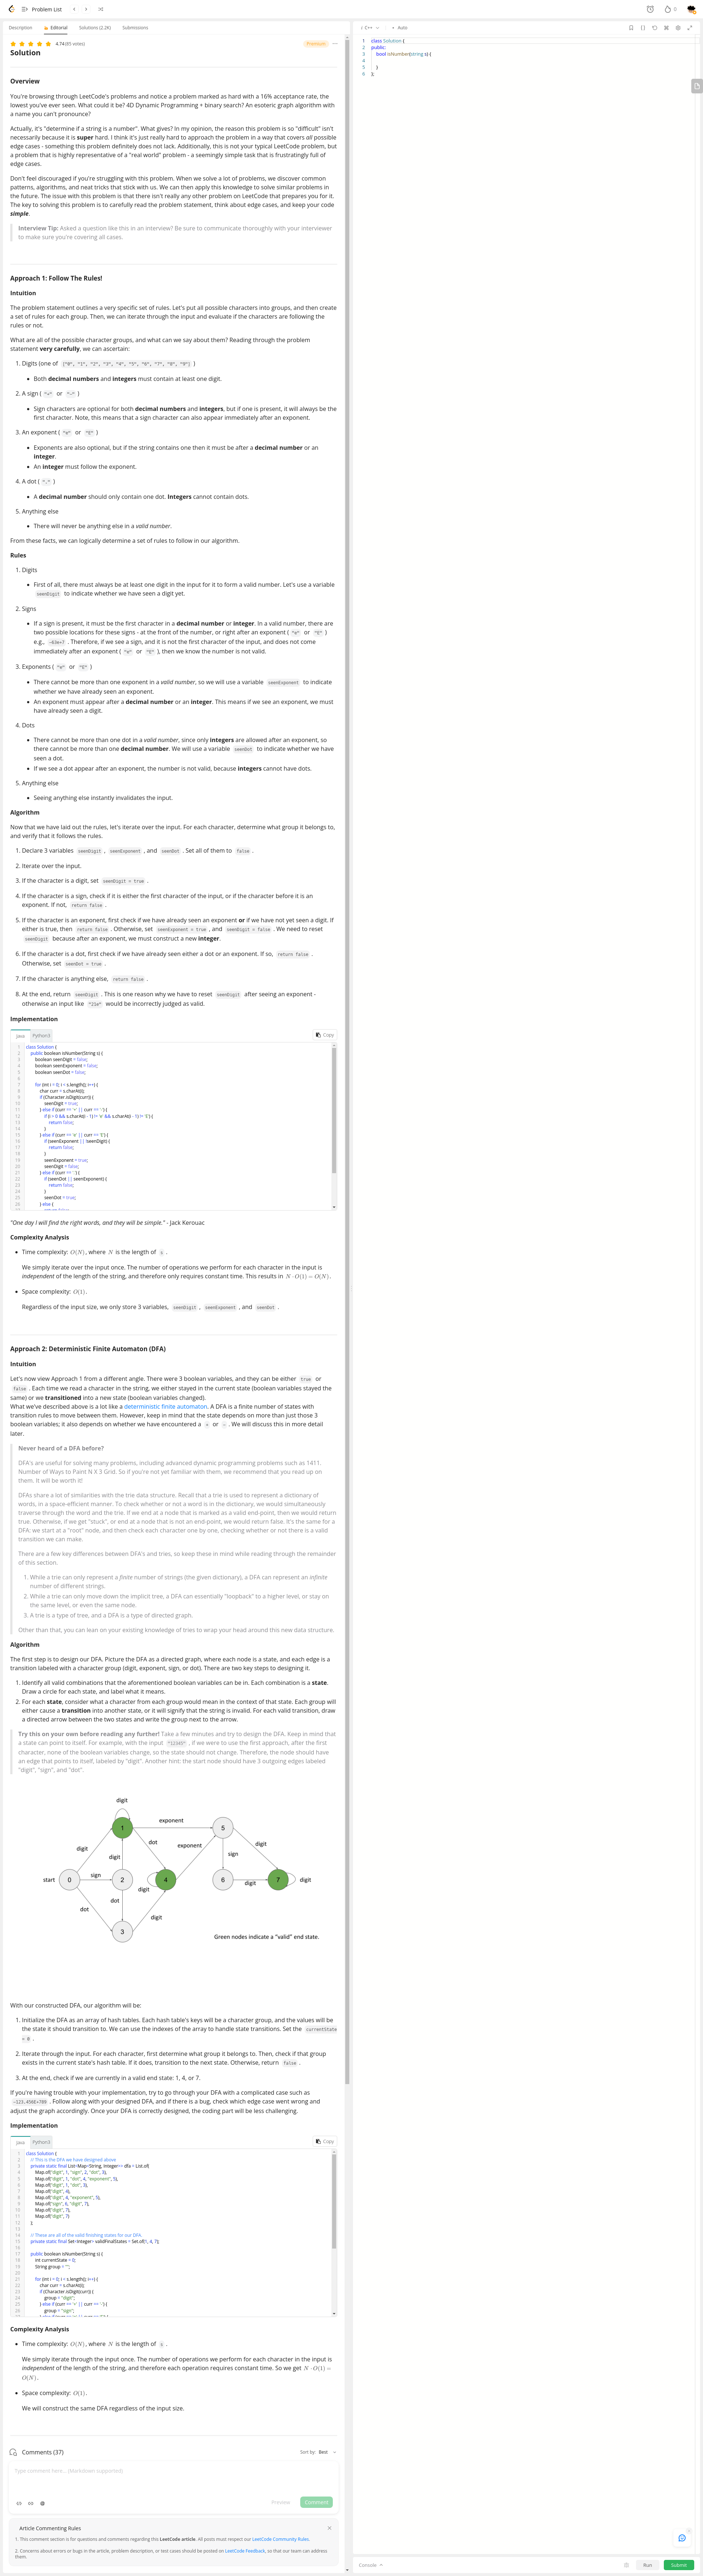 Problem List
0
Description
Editorial
Solutions (2.2K)
Submissions
4.74 (85 votes)
Premium
Solution
Overview
You're browsing through LeetCode's problems and notice a problem marked as hard with a 16% acceptance rate, the
lowest you've ever seen. What could it be? 4D Dynamic Programming + binary search? An esoteric graph algorithm with
a name you can't pronounce?
Actually, it's "determine if a string is a number". What gives? In my opinion, the reason this problem is so "difficult" isn't
necessarily because it is super hard. I think it's just really hard to approach the problem in a way that covers all possible
edge cases - something this problem definitely does not lack. Additionally, this is not your typical LeetCode problem, but
a problem that is highly representative of a "real world" problem - a seemingly simple task that is frustratingly full of
edge cases.
Don't feel discouraged if you're struggling with this problem. When we solve a lot of problems, we discover common
patterns, algorithms, and neat tricks that stick with us. We can then apply this knowledge to solve similar problems in
the future. The issue with this problem is that there isn't really any other problem on LeetCode that prepares you for it.
The key to solving problem is to carefully read the problem statement, think about edge cases, and keep your code
simple.
Interview Tip: Asked a question like this in an interview? Be sure to communicate thoroughly with your interviewer
to make sure you're covering all cases.
Approach 1: Follow The Rules!
Intuition
The problem statement outlines a very specific set of rules. Let's put all possible characters into groups, and then create
a set of rules for each group. Then, we can iterate through the input and evaluate if the characters are following the
rules or not.
What are all of the possible character groups, and what can we say about them? Reading through the problem
statement very carefully, we can ascertain:
1. Digits (one of {"0", "1", "2", "3", "4", "5", "6", "7", "8", "9"} )
Both decimal numbers and integers must contain at least one digit.
2. A sign ( "+" or "-" )
Sign characters are optional for both decimal numbers and integers, but if one is present, it will always be the
first character. Note, this means that a sign character can also appear immediately after an exponent.
3. An exponent ( "e" or "E" )
Exponents are also optional, but if the string contains one then it must be after a decimal number or an
integer.
An integer must follow the exponent.
4. A dot ( "." )
A decimal number should only contain one dot. Integers cannot contain dots.
5. Anything else
There will never be anything else in a valid number.
From these facts, we can logically determine a set of rules to follow in our algorithm.
Rules
1. Digits
First of all, there must always be at least one digit in the input for it to form a valid number. Let's use a variable
seenDigit to indicate whether we have seen a digit yet.
2. Signs
If a sign is present, it must be the first character in a decimal number or integer. In a valid number, there are
two possible locations for these signs - at the front of the number, or right after an exponent ( "e" or "E" )
e.g., -63e+7 . Therefore, if we see a sign, and it is not the first character of the input, and does not come
immediately after an exponent ( "e" or "E" ), then we know the number is not valid.
3. Exponents ( "e" or "E" )
There cannot be more than one exponent in a valid number, so we will use a variable seenExponent to indicate
whether we have already seen an exponent.
An exponent must appear after a decimal number or an integer. This means if we see an exponent, we must
have already seen a digit.
4. Dots
There cannot be more than one dot in a valid number, since only integers are allowed after an exponent, so
there cannot be more than one decimal number. We will use a variable seenDot to indicate whether we have
seen a dot.
If we see a dot appear after an exponent, the number is not valid, because integers cannot have dots.
5. Anything else
Seeing anything else instantly invalidates the input.
Algorithm
Now that we have laid out the rules, let's iterate over the input. For each character, determine what group it belongs to,
and verify that it follows the rules.
1. Declare 3 variables seenDigit , seenExponent , and seenDot . Set all of them to false .
2. Iterate over the input.
3. If the character is a digit, set seenDigit = true .
4. If the character is a sign, check if it is either the first character of the input, or if the character before it is an
exponent. If not, return false .
5. If the character is an exponent, first check if we have already seen an exponent or if we have not yet seen a digit. If
either is true, then return false . Otherwise, set seenExponent = true , and seenDigit = false . We need to reset
seenDigit because after an exponent, we must construct a new integer.
6. If the character is a dot, first check if we have already seen either a dot or an exponent. If so, return false .
Otherwise, set seenDot = true .
7. If the character is anything else, return false .
8. At the end, return seenDigit . This is one reason why we have to reset seenDigit after seeing an exponent -
otherwise an input like "21e" would be incorrectly judged as valid.
Implementation
Java
Python3
Copy
1 class Solution {
2 public boolean isNumber(String s) {
3 boolean seenDigit = false;
4 boolean seenExponent = false;
5 boolean seenDot = false;
6
7 for (int i = 0; i < s.length(); i++) {
8 char curr = s.charAt(i);
9 if (Character.isDigit(curr)) {
10 seenDigit = true;
11 } else if (curr == '+' || curr == '-') {
12 if (i > 0 && s.charAt(i - 1) != 'e' && s.charAt(i - 1) != 'E') {
13 return false;
14 }
15 } else if (curr == 'e' || curr == 'E') {
16 if (seenExponent || !seenDigit) {
17 return false;
18 }
19 seenExponent = true;
20 seenDigit = false;
21 } else if (curr == '.') {
22 if (seenDot || seenExponent) {
23 return false;
24 }
25 seenDot = true;
26 } else {
"One day I will find the right words, and they will be simple." - Jack Kerouac
Complexity Analysis
Time complexity: O(N), where N is the length of s .
We simply iterate over the input once. The number of operations we perform for each character in the input is
independent of the length of the string, and therefore only requires constant time. This results in N · O(1) = O(N).
Space complexity: O(1).
Regardless of the input size, we only store 3 variables, seenDigit , seenExponent , and seenDot .
Approach 2: Deterministic Finite Automaton (DFA)
Intuition
Let's now view Approach 1 from a different angle. There were 3 boolean variables, and they can be either true or
false . Each time we read a character in the string, we either stayed in the current state (boolean variables stayed the
same) or we transitioned into a new state (boolean variables changed).
What we've described above is a lot like a deterministic finite automaton. A DFA is a finite number of states with
transition rules to move between them. However, keep in mind that the state depends on more than just those 3
boolean variables; it also depends on whether we have encountered a + or - . We will discuss this in more detail
later.
Never heard of a DFA before?
DFA's are useful for solving many problems, including advanced dynamic programming problems such as 1411.
Number of Ways to Paint N X 3 Grid. So if you're not yet familiar with them, we recommend that you read up on
them. It will be worth it!
DFAs share a lot of similarities with the trie data structure. Recall that a trie is used to represent a dictionary of
words, in a space-efficient manner. To check whether or not a word is in the dictionary, we would simultaneously
traverse through the word and the trie. If we end at a node that is marked as a valid end-point, then we would return
true. Otherwise, if we get "stuck", or end at a node that is not an end-point, we would return false. It's the same for a
DFA: we start at a "root" node, and then check each character one by one, checking whether or not there is a valid
transition we can make.
There are a few key differences between DFA's and tries, so keep these in mind while reading through the remainder
of this section.
1. While a trie can only represent a finite number of strings (the given dictionary), a DFA can represent an infinite
number of different strings.
2. While a trie can only move down the implicit tree, a DFA can essentially "loopback" to a higher level, or stay on
the same level, or even the same node.
3. A trie is a type of tree, and a DFA is a type of directed graph.
Other than that, you can lean on your existing knowledge of tries to wrap your head around this new data structure.
Algorithm
The first step is to design our DFA. Picture the DFA as a directed graph, where each node is a state, and each edge is a
transition labeled with a character group (digit, exponent, sign, or dot). There are two key steps to designing it.
1. Identify all valid combinations that the aforementioned boolean variables can be in. Each combination is a state.
Draw a circle for each state, and label what it means.
2. For each state, consider what a character from each group would mean in the context of that state. Each group will
either cause a transition into another state, or it will signify that the string is invalid. For each valid transition, draw
a directed arrow between the two states and write the group next to the arrow.
Try this on your own before reading any further! Take a few minutes and try to design the DFA. Keep in mind that
a state can point to itself. For example, with the input "12345" , if we were to use the first approach, after the first
character, none of the boolean variables change, so the state should not change. Therefore, the node should have
an edge that points to itself, labeled by "digit". Another hint: the start node should have 3 outgoing edges labeled
"digit", "sign", and "dot".
digit
exponent
1
5
dot
exponent
digit
digit
digit
sign
start
0
sign
2
4
6
7
digit
digit
digit
dot
dot
digit
3
Green nodes indicate a "valid" end state.
With our constructed DFA, our algorithm will be:
1. Initialize the DFA as an array of hash tables. Each hash table's keys will be a character group, and the values will be
the state it should transition to. We can use the indexes of the array to handle state transitions. Set the currentState
= 0 .
2. Iterate through the input. For each character, first determine what group it belongs to. Then, check if that group
exists in the current state's hash table. If it does, transition to the next state. Otherwise, return false .
3. At the end, check if we are currently in a valid end state: 1, 4, or 7.
If you're having trouble with your implementation, try to go through your DFA with a complicated case such as
-123.456E+789 . Follow along with your designed DFA, and if there is a bug, check which edge case went wrong and
adjust the graph accordingly. Once your DFA is correctly designed, the coding part will be less challenging.
Implementation
Java
Python3
Copy
1 class Solution {
2 // This is the DFA we have designed above
3 private static final List<Map<String, Integer>> dfa = List.of(
4 Map.of("digit", 1, "sign", 2, "dot", 3),
5 Map.of("digit", 1, "dot", 4, "exponent", 5),
6 Map.of("digit", 1, "dot", 3),
7 Map.of("digit", 4),
8 Map.of("digit", 4, "exponent", 5),
9 Map.of("sign", 6, "digit", 7),
10 Map.of("digit", 7),
11 Map.of("digit", 7)
12 );
13
14 // These are all of the valid finishing states for our DFA.
15 private static final Set<Integer> validFinalStates = Set.of(1, 4, 7);
16
17 public boolean isNumber(String s) {
18 int currentState = 0;
19 String group = "";
20
21 for (int i = 0; i < s.length(); i++) {
22 char curr = s.charAt(i);
23 if (Character.isDigit(curr)) {
24 group = "digit";
25 } else if (curr == '+' || curr == '-') {
26 group = "sign";
Complexity Analysis
Time complexity: O(N), where N is the length of s .
We simply iterate through the input once. The number of operations we perform for each character in the input is
independent of the length of the string, and therefore each operation requires constant time. So we get N · O(1) =
O(N).
Space complexity: O(1).
We will construct the same DFA regardless of the input size.
Comments (37)
Sort by: Best
Type comment here... (Markdown supported)
Preview
Comment
Article Commenting Rules
1. This comment section is for questions and comments regarding this LeetCode article. All posts must respect our LeetCode Community Rules.
2. Concerns about errors or bugs in the article, problem description, or test cases should be posted on LeetCode Feedback, so that our team can address
them.
C++
Auto
1 class Solution {
2 public:
3 bool isNumber(string s) {
4
5 }
6 };
Console
Run
Submit